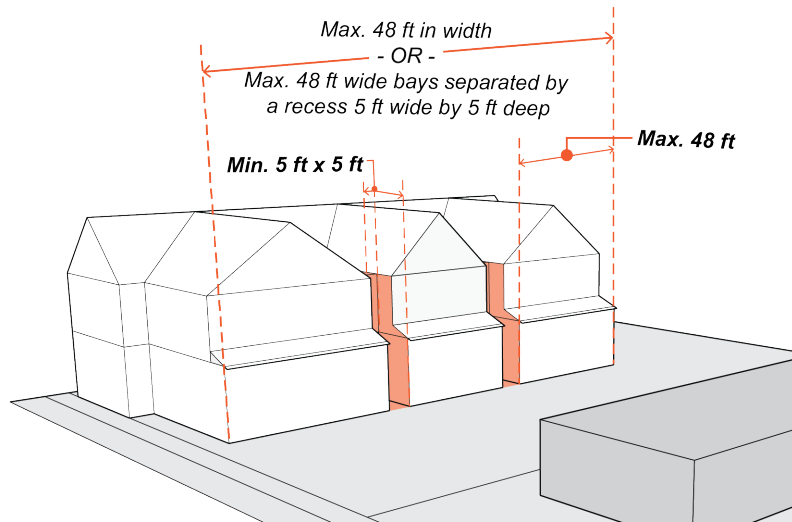 Max. 48 ft in width
- OR -
Max. 48 ft wide bays separated by
a recess 5 ft wide by 5 ft deep
Max. 48 ft
Min. 5 ft x 5 ft